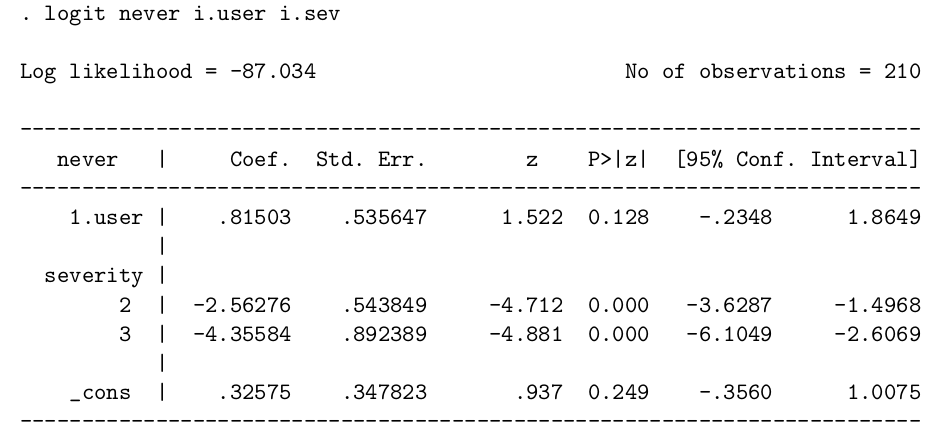 . logit never i.user i.sev
Log likelihood = -87.034 No of observations = 210
-------------------------------------------------------------------------
never | Coef. Std. Err. z P>|z| [95% Conf. Interval]
-------------------------------------------------------------------------
1.user | .81503 .535647 1.522 0.128 -.2348 1.8649
|
severity |
2 | -2.56276 .543849 -4.712 0.000 -3.6287 -1.4968
3 | -4.35584 .892389 -4.881 0.000 -6.1049 -2.6069
|
_cons | .32575 .347823 .937 0.249 -.3560 1.0075
-------------------------------------------------------------------------